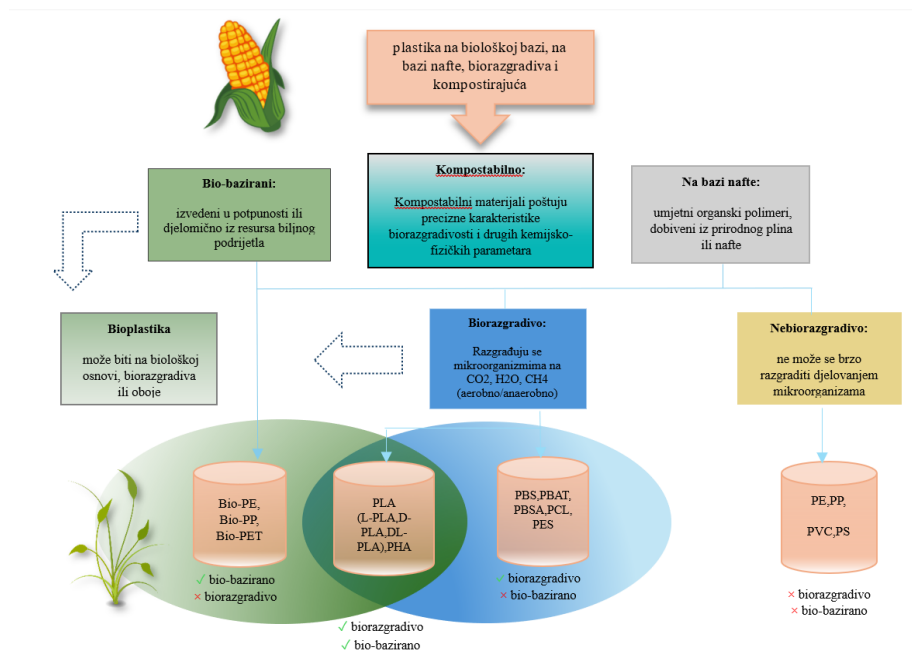 plastika na biološkoj bazi, na
bazi nafte, biorazgradiva i
kompostirajuća
Bio-bazirani:
izvedeni u potpunosti ili
djelomično iz resursa biljnog
podrijetla
Kompostabilno:
Kompostabilni materijali poštuju
precizne karakteristike
biorazgradivosti i drugih kemijsko-
fizičkih parametara
Na bazi nafte:
umjetni organski polimeri,
dobiveni iz prirodnog plina
ili nafte
Bioplastika
može biti na biološkoj
osnovi, biorazgradiva
ili oboje
Biorazgradivo:
Razgrađuju se
mikroorganizmima na
CO2, H2O, CH4
(aerobno/anaerobno)
Nebiorazgradivo:
ne može se brzo
razgraditi djelovanjem
mikroorganizama
Bio-PE,
Bio-PP,
Bio-PET
✓ bio-bazirano
× biorazgradivo
PLA
(L-PLA,D-
PLA,DL-
PLA),PHA
✓ biorazgradivo
✓ bio-bazirano
PBS,PBAT,
PBSA,PCL,
PES
✓ biorazgradivo
× bio-bazirano
PE,PP,
PVC,PS
× biorazgradivo
× bio-bazirano